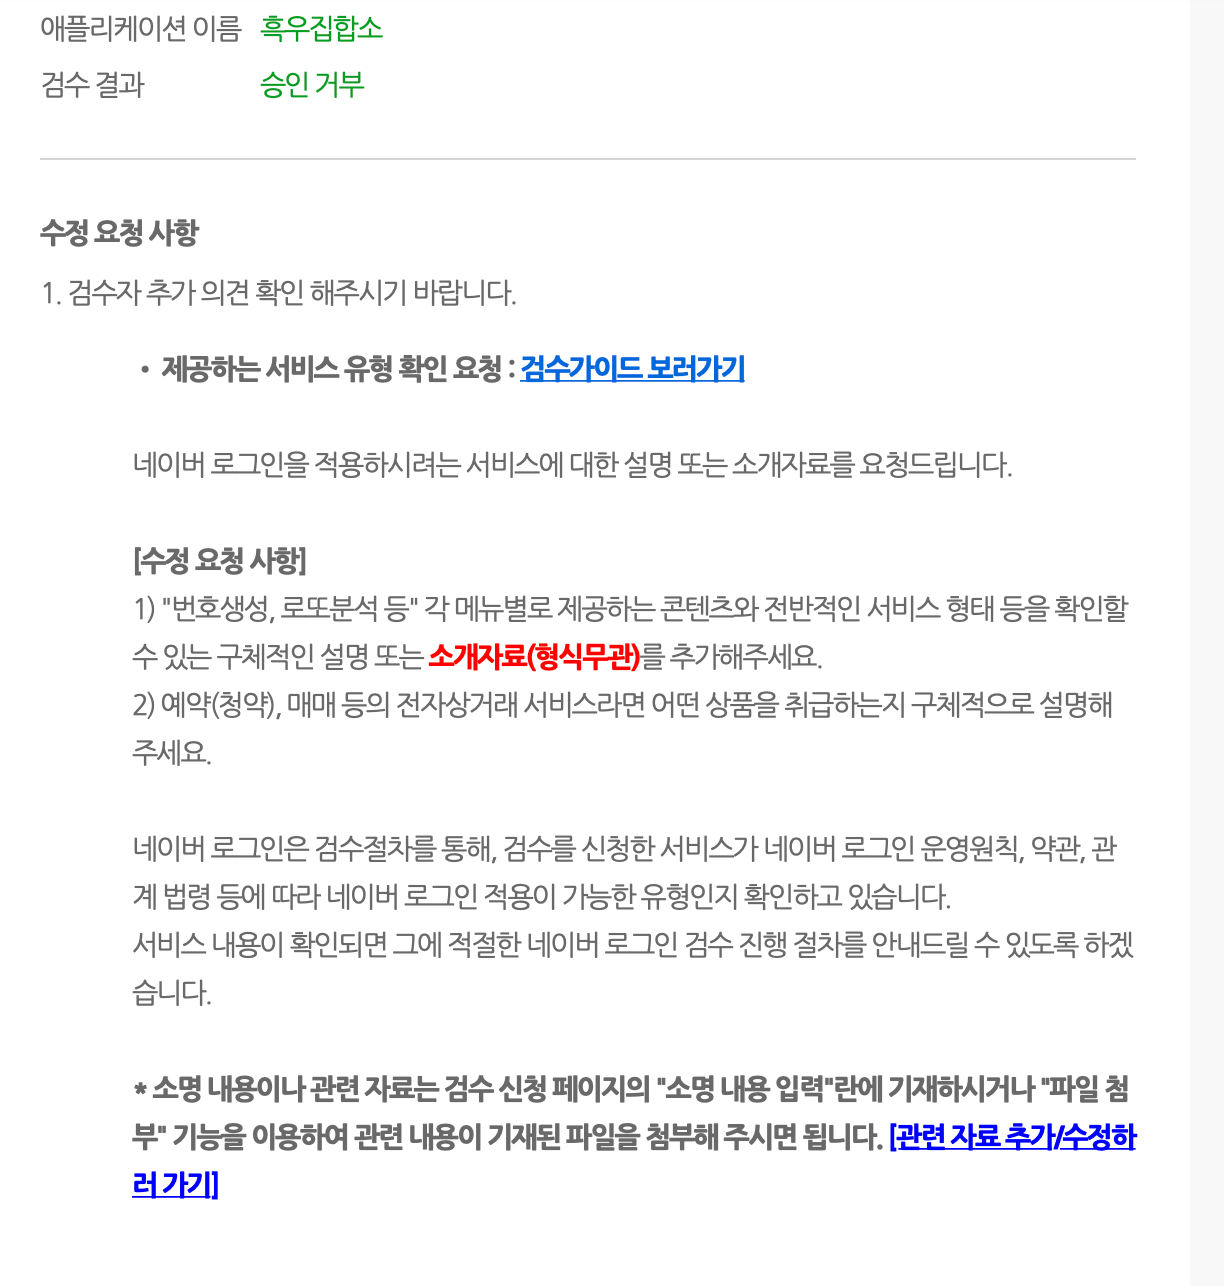 애플리케이션 이름 흑우집합소
검수 결과 승인 거부
수정 요청 사항
1. 검수자 추가 의견 확인 해주시기 바랍니다.
• 제공하는 서비스 유형 확인 요청 : 검수가이드 보러가기
네이버 로그인을 적용하시려는 서비스에 대한 설명 또는 소개자료를 요청드립니다.
[수정 요청 사항]
1) "번호생성, 로또분석 등" 각 메뉴별로 제공하는 콘텐츠와 전반적인 서비스 형태 등을 확인할
수 있는 구체적인 설명 또는 소개자료(형식무관)를 추가해주세요.
2) 예약(청약), 매매 등의 전자상거래 서비스라면 어떤 상품을 취급하는지 구체적으로 설명해
주세요.
네이버 로그인은 검수절차를 통해, 검수를 신청한 서비스가 네이버 로그인 운영원칙, 약관, 관
계 법령 등에 따라 네이버 로그인 적용이 가능한 유형인지 확인하고 있습니다.
서비스 내용이 확인되면 그에 적절한 네이버 로그인 검수 진행 절차를 안내드릴 수 있도록 하겠
습니다.
* 소명 내용이나 관련 자료는 검수 신청 페이지의 "소명 내용 입력"란에 기재하시거나 "파일 첨
부" 기능을 이용하여 관련 내용이 기재된 파일을 첨부해 주시면 됩니다. [관련 자료 추가/수정하
러 가기]